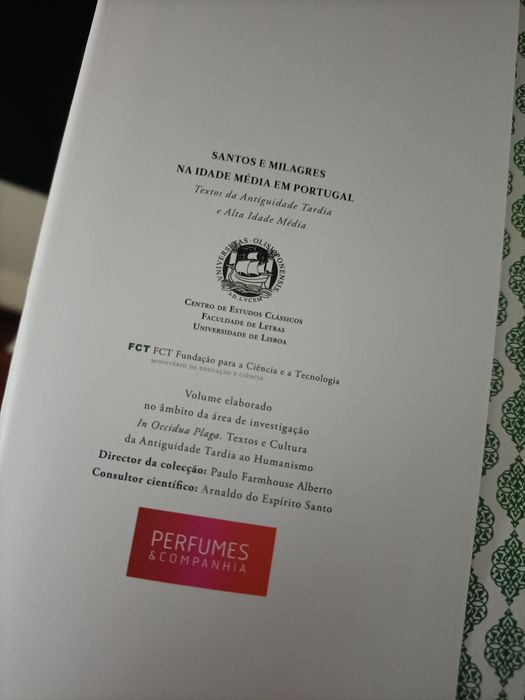 SANTOS E MILAGRES
NA IDADE MÉDIA EM PORTUGAL
Textos da Antiguidade Tardia
e Alta Idade Média
VNIVERSITAS OLISIPONENSIS
AD LVCEM
CENTRO DE ESTUDOS CLÁSSICOS
FACULDADE DE LETRAS
UNIVERSIDADE DE LISBOA
FCT FCT Fundação para a Ciência e a Tecnologia
MINISTÉRIO DA EDUCAÇÃO E CIÊNCIA
Volume elaborado
no âmbito da área de investigação
In Occidua Plaga. Textos e Cultura
da Antiguidade Tardia ao Humanismo
Director da colecção: Paulo Farmhouse Alberto
Consultor científico: Arnaldo do Espírito Santo
PERFUMES
& COMPANHIA